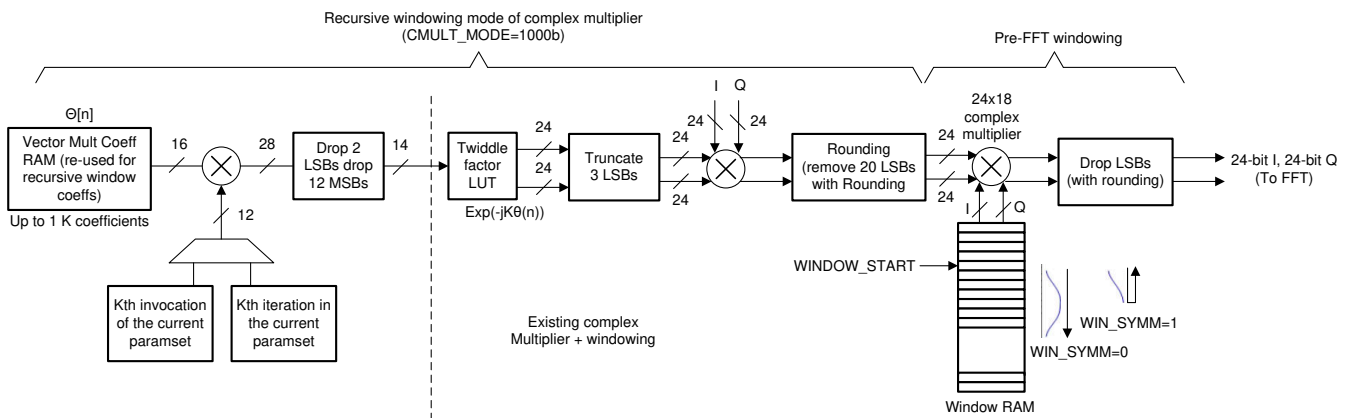 Recursive windowing mode of complex multiplier
(CMULT_MODE=1000b)
Pre-FFT windowing
Θ[n]
Vector Mult Coeff
RAM (re-used for
recursive window
coeffs)
Up to 1 K coefficients
16
28
12
Drop 2
LSBs drop
12 MSBs
14
Kth invocation
of the current
paramset
Kth iteration in
the current
paramset
Twiddle
factor
LUT
Exp(-jKθ(n))
24
24
Truncate
3 LSBs
24
24
I
Q
24
24
Rounding
(remove 20 LSBs
with Rounding
24
24
24x18
complex
multiplier
I
Q
Drop LSBs
(with rounding)
24-bit I, 24-bit Q
(To FFT)
WINDOW_START
Window RAM
WIN_SYMM=0
WIN_SYMM=1
Existing complex
Multiplier + windowing